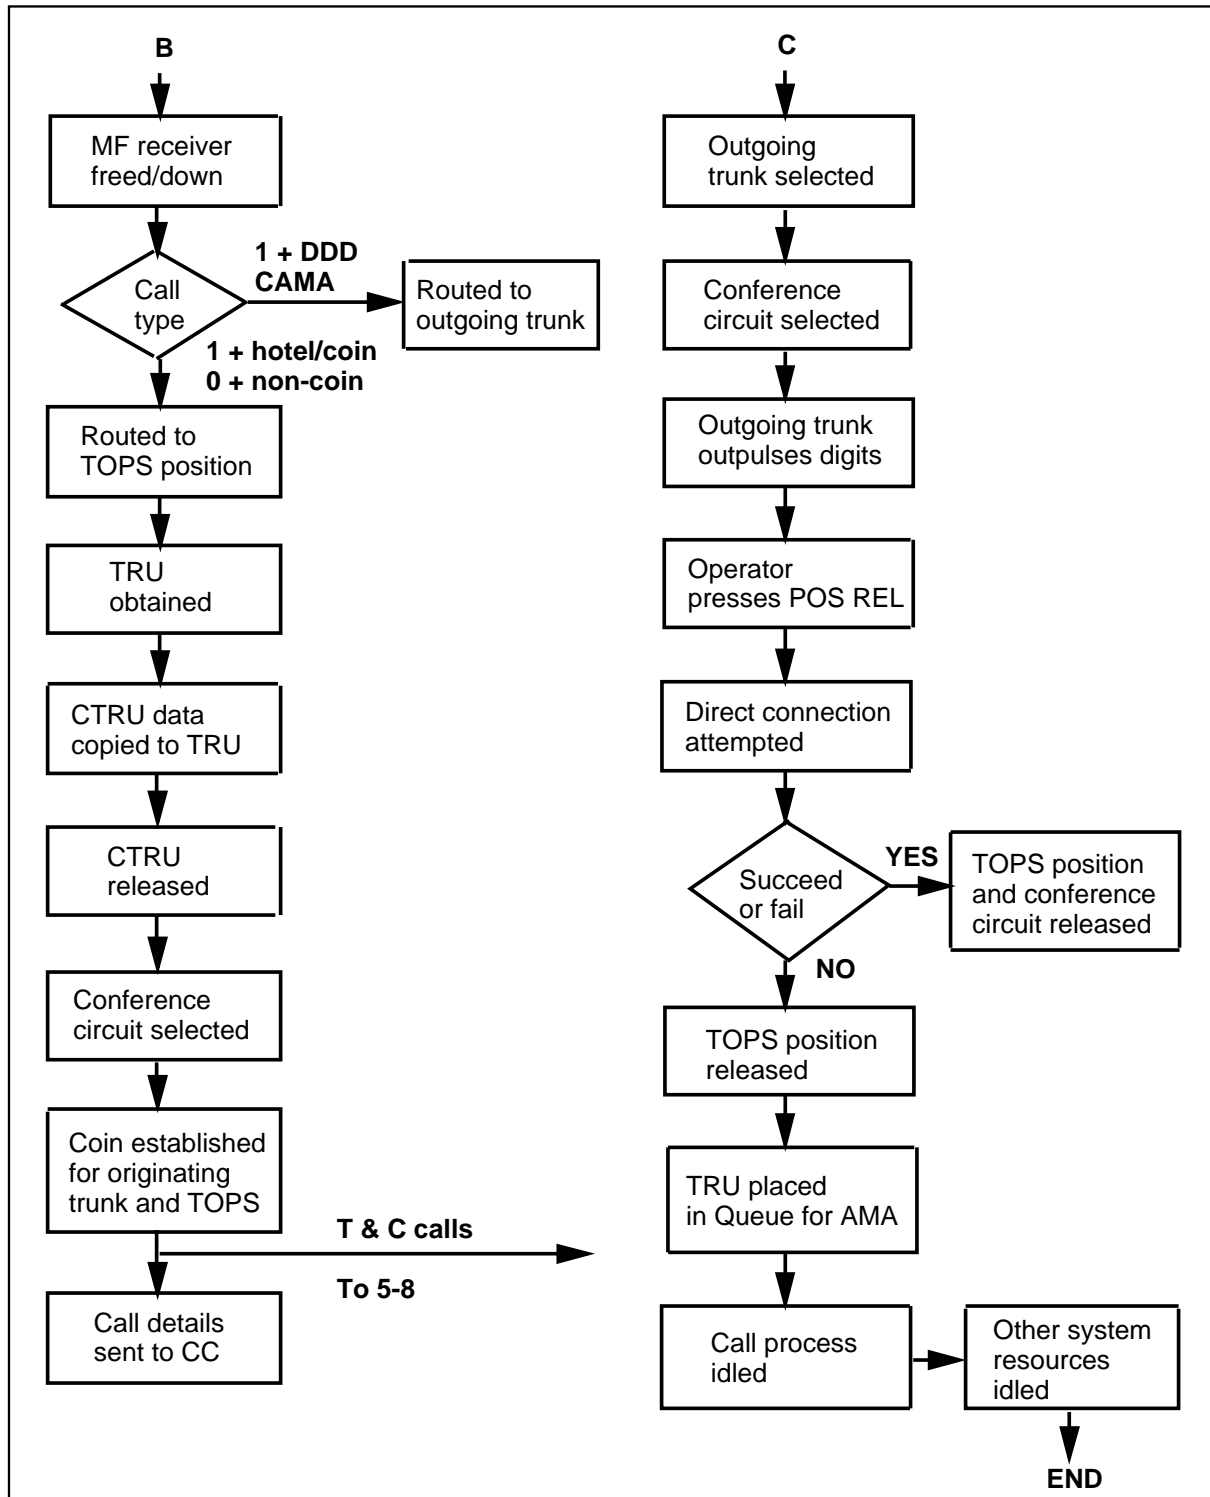 B
MF receiver
freed/down
Call
type
1 + DDD
CAMA
Routed to
outgoing trunk
1 + hotel/coin
0 + non-coin
Routed to
TOPS position
TRU
obtained
CTRU data
copied to TRU
CTRU
released
Conference
circuit selected
Coin established
for originating
trunk and TOPS
T & C calls
To 5-8
Call details
sent to CC
C
Outgoing
trunk selected
Conference
circuit selected
Outgoing trunk
outpulses digits
Operator
presses POS REL
Direct connection
attempted
Succeed
or fail
YES
TOPS position
and conference
circuit released
NO
TOPS position
released
TRU placed
in Queue for AMA
Call process
idled
Other system
resources
idled
END